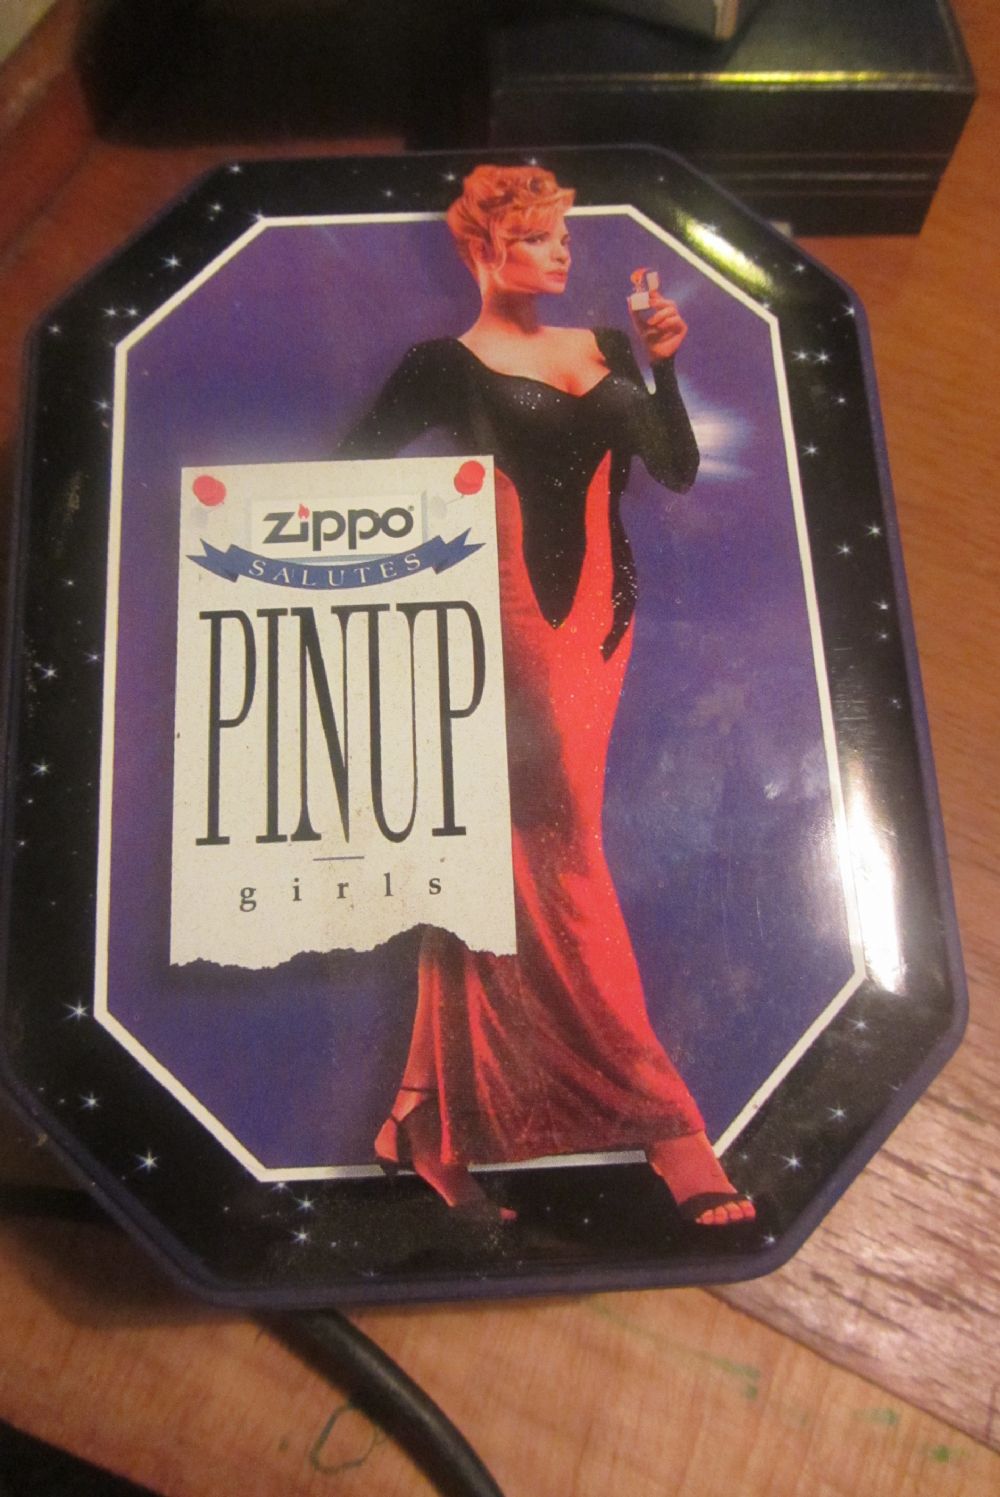 zippo
SALUTES
PINUP
girls